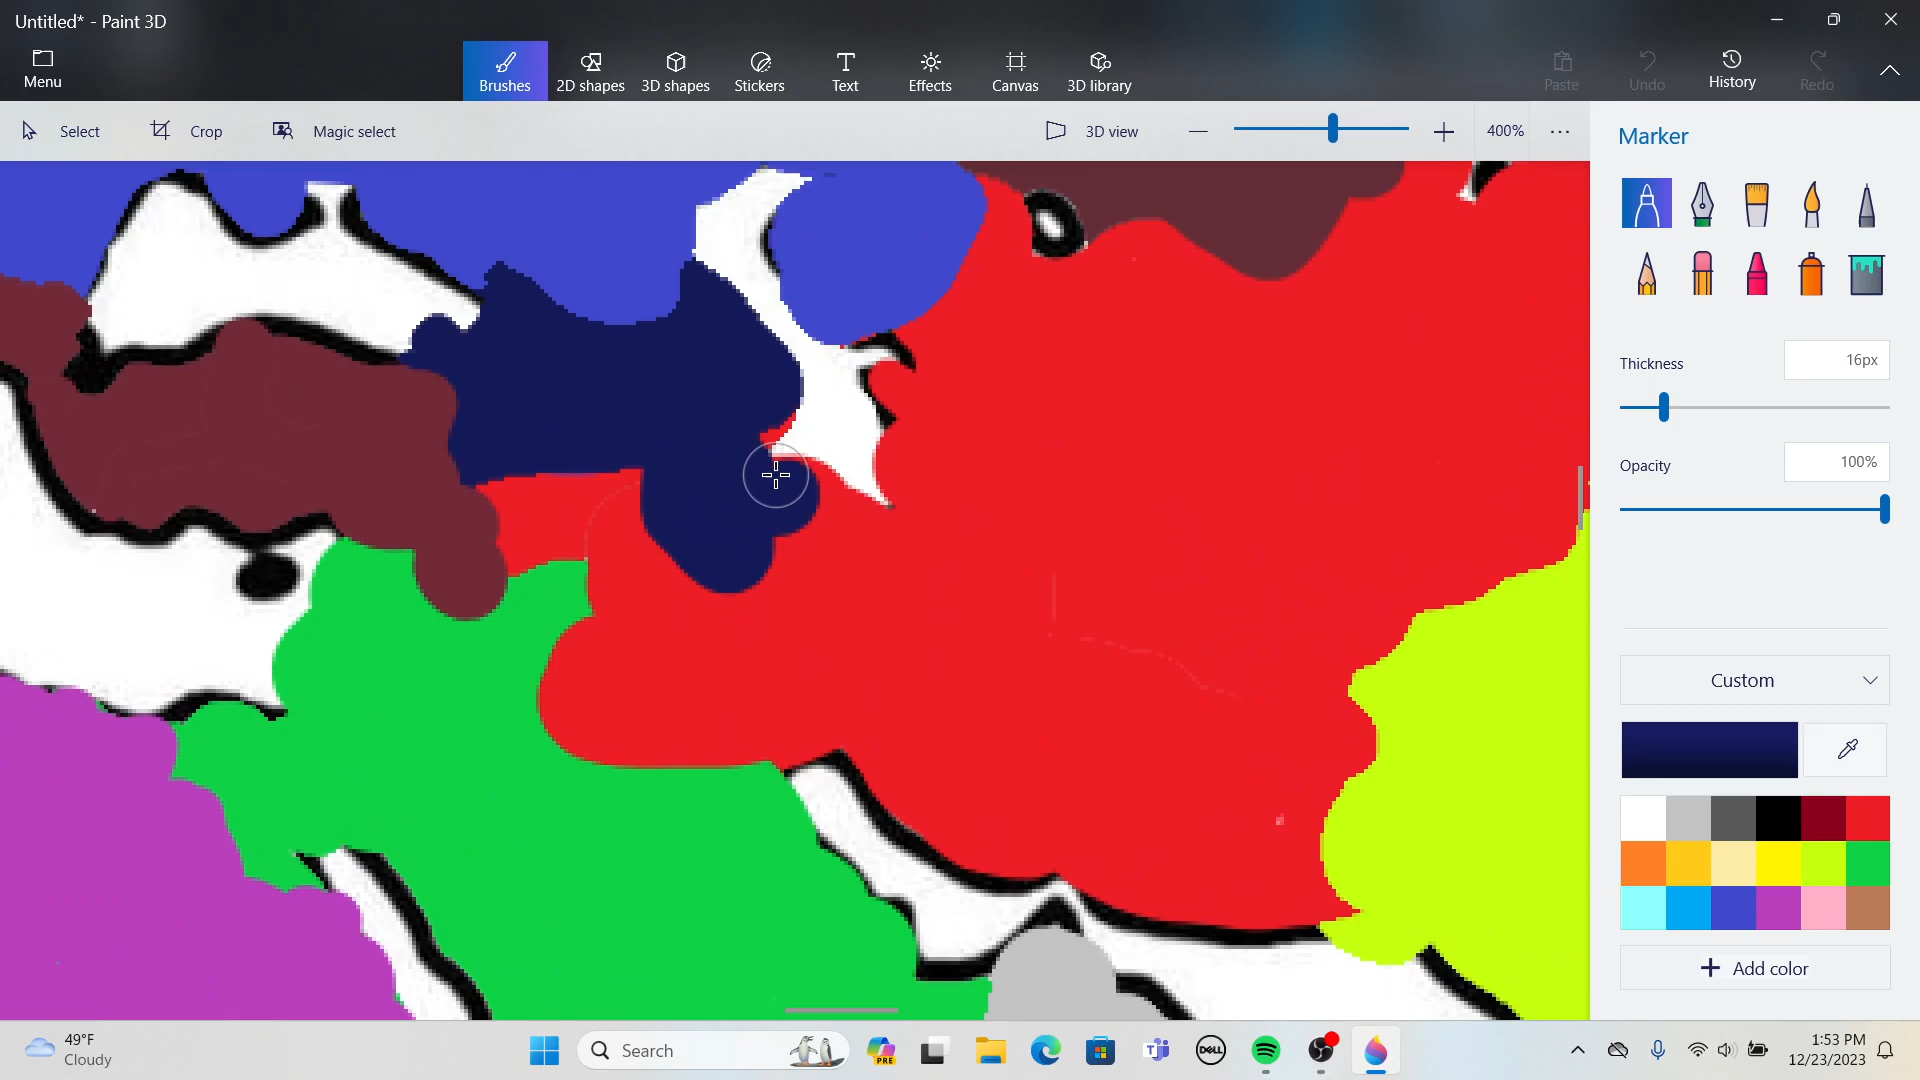 Untitled* - Paint 3D
Menu
Brushes
2D shapes
3D shapes
Stickers
Text
Effects
Canvas
3D library
Paste
Undo
History
Redo
Select
Crop
Magic select
3D view
400%
Marker
Thickness
16px
Opacity
100%
Custom
Add color
49°F
Cloudy
Search
PRE
DELL
1:53 PM
12/23/2023